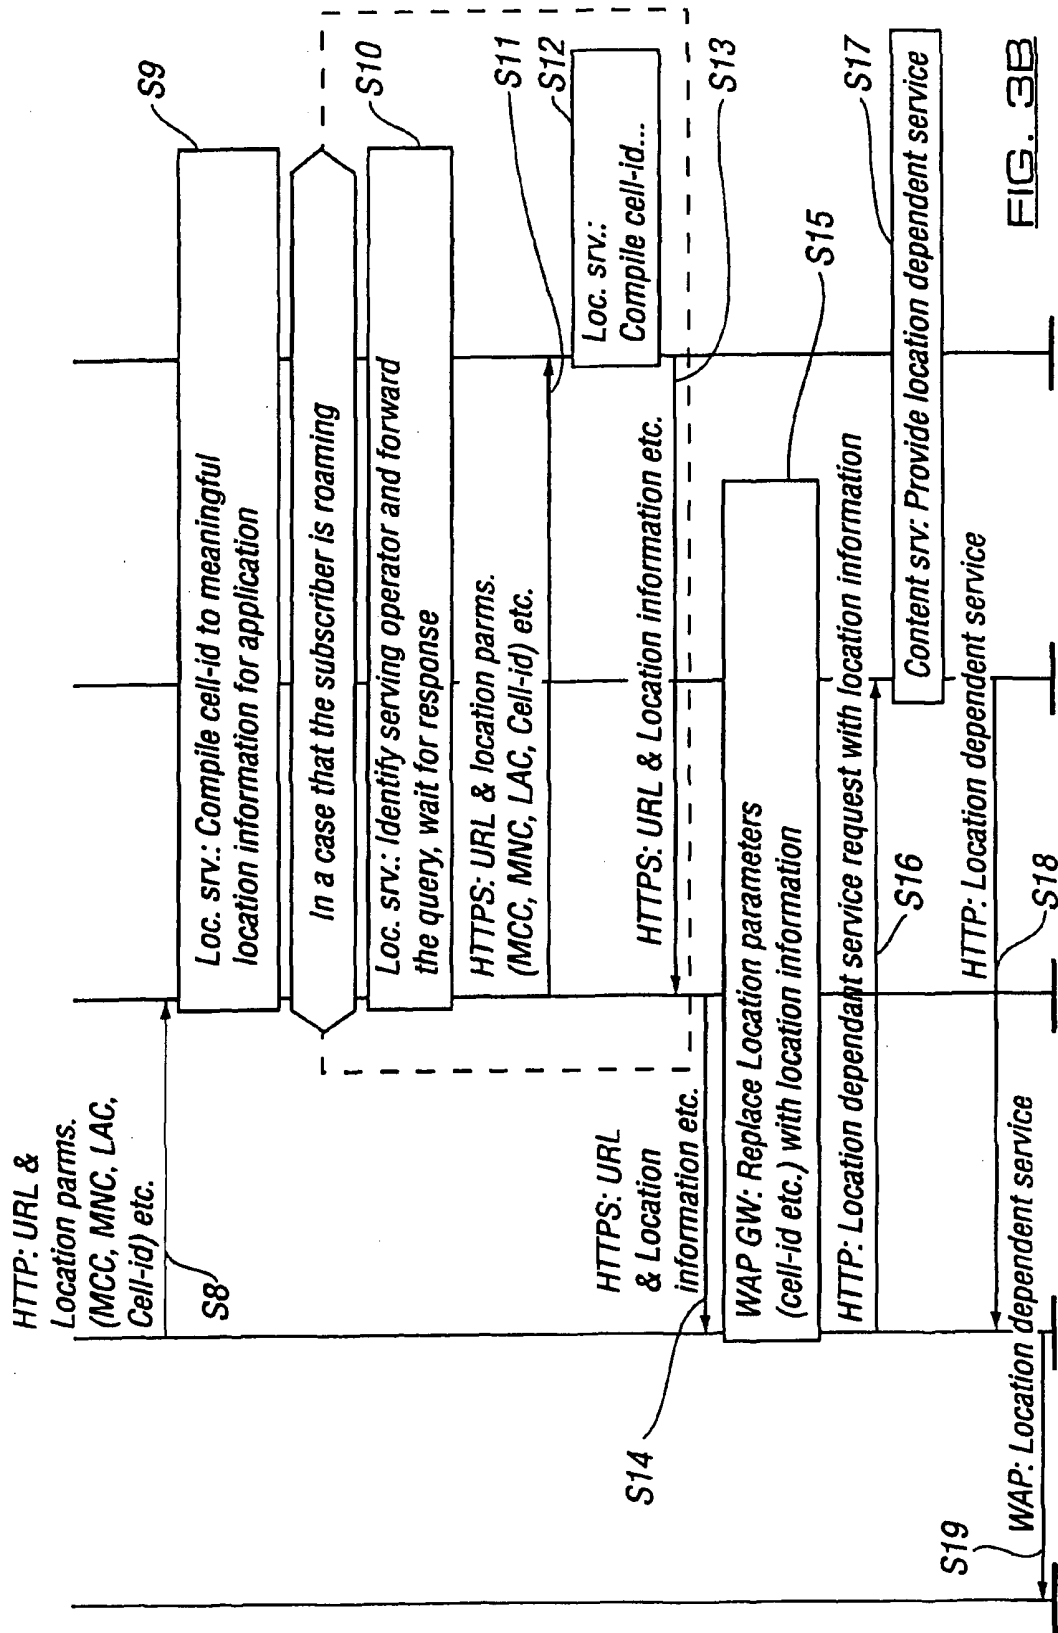 HTTP: URL &
Location parms.
(MCC, MNC, LAC,
Cell-id) etc.
S8
Loc. srv.: Compile cell-id to meaningful
location information for application
S9
In a case that the subscriber is roaming
Loc. srv.: Identify serving operator and forward
the query, wait for response
S10
HTTPS: URL & location parms.
(MCC, MNC, LAC, Cell-id) etc.
S11
Loc. srv.:
Compile cell-id...
S12
HTTPS: URL & Location information etc.
S13
HTTPS: URL
& Location
information etc.
S14
WAP GW: Replace Location parameters
(cell-id etc.) with location information
S15
HTTP: Location dependant service request with location information
S16
Content srv: Provide location dependent service
S17
HTTP: Location dependent service
S18
WAP: Location dependent service
S19
FIG. 3B